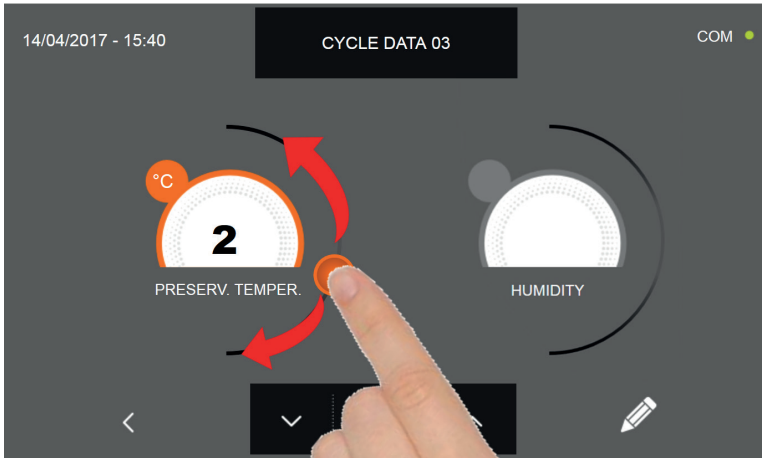 14/04/2017 - 15:40
CYCLE DATA 03
COM
°C
2
PRESERV. TEMPER.
HUMIDITY